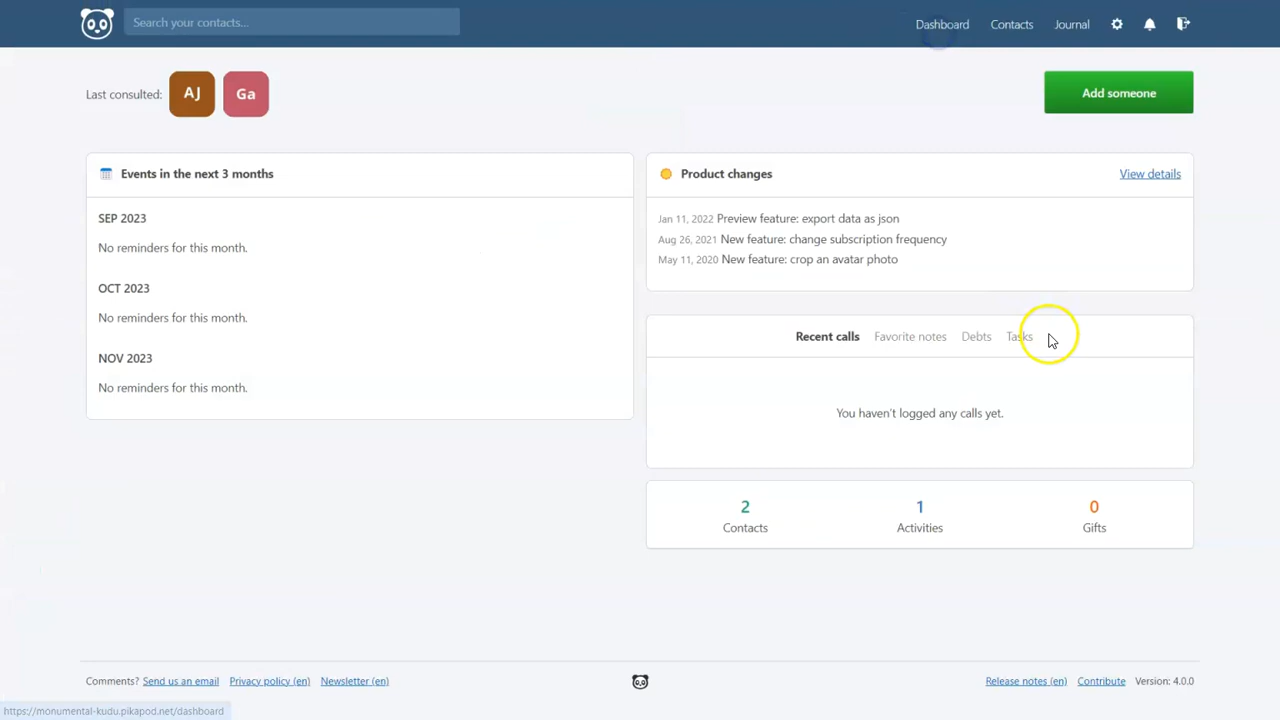 Search your contacts...
Dashboard
Contacts
Journal
Last consulted:
AJ
Ga
Add someone
Events in the next 3 months
SEP 2023
No reminders for this month.
OCT 2023
No reminders for this month.
NOV 2023
No reminders for this month.
Product changes
View details
Jan 11, 2022 Preview feature: export data as json
Aug 26, 2021 New feature: change subscription frequency
May 11, 2020 New feature: crop an avatar photo
Recent calls
Favorite notes
Debts
Tasks
You haven't logged any calls yet.
2
Contacts
1
Activities
0
Gifts
Comments? Send us an email
Privacy policy (en)
Newsletter (en)
Release notes (en)
Contribute
Version: 4.0.0
https://monumental-kudu.pikapod.net/dashboard